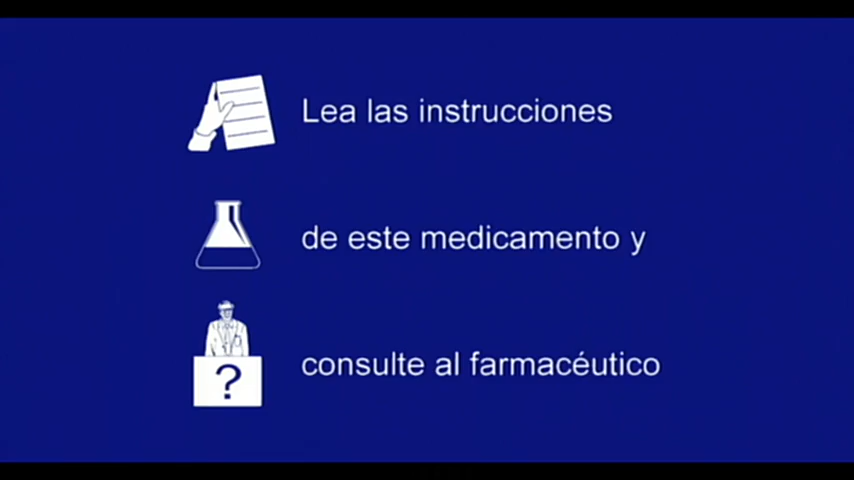 Lea las instrucciones
de este medicamento y
consulte al farmacéutico
?